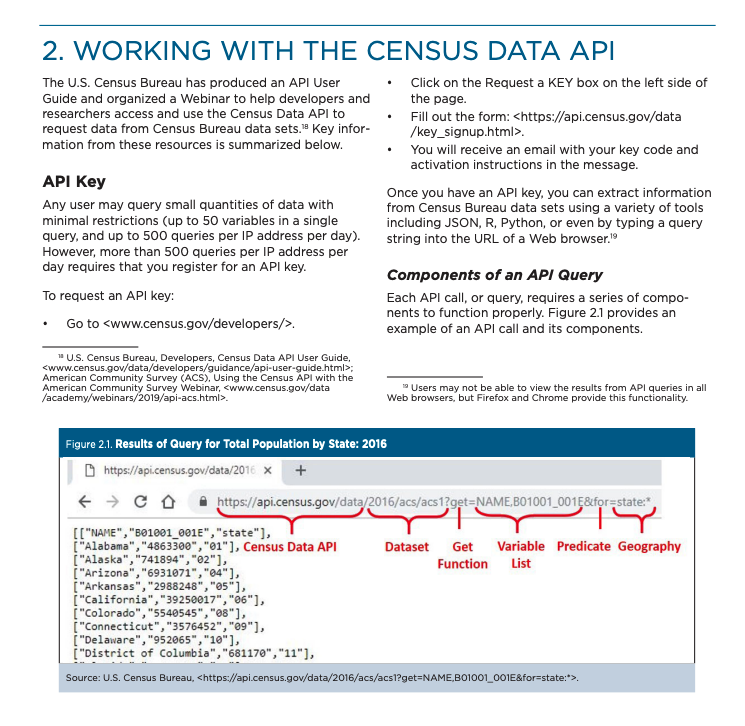 2. WORKING WITH THE CENSUS DATA API
The U.S. Census Bureau has produced an API User
Guide and organized a Webinar to help developers and
researchers access and use the Census Data API to
request data from Census Bureau data sets.¹⁸ Key infor-
mation from these resources is summarized below.
API Key
Any user may query small quantities of data with
minimal restrictions (up to 50 variables in a single
query, and up to 500 queries per IP address per day).
However, more than 500 queries per IP address per
day requires that you register for an API key.
To request an API key:
• Go to <www.census.gov/developers/>.
¹⁸ U.S. Census Bureau, Developers, Census Data API User Guide,
<www.census.gov/data/developers/guidance/api-user-guide.html>;
American Community Survey (ACS), Using the Census API with the
American Community Survey Webinar, <www.census.gov/data
/academy/webinars/2019/api-acs.html>.
• Click on the Request a KEY box on the left side of
the page.
• Fill out the form: <https://api.census.gov/data
/key_signup.html>.
• You will receive an email with your key code and
activation instructions in the message.
Once you have an API key, you can extract information
from Census Bureau data sets using a variety of tools
including JSON, R, Python, or even by typing a query
string into the URL of a Web browser.¹⁹
Components of an API Query
Each API call, or query, requires a series of compo-
nents to function properly. Figure 2.1 provides an
example of an API call and its components.
¹⁹ Users may not be able to view the results from API queries in all
Web browsers, but Firefox and Chrome provide this functionality.
Figure 2.1. Results of Query for Total Population by State: 2016
https://api.census.gov/data/2016
https://api.census.gov/data/2016/acs/acs1?get=NAME,B01001_001E&for=state:*
Census Data API Dataset Get Function Variable List Predicate Geography
[["NAME","B01001_001E","state"],
["Alabama","4863300","01"],
["Alaska","741894","02"],
["Arizona","6931071","04"],
["Arkansas","2988248","05"],
["California","39250017","06"],
["Colorado","5540545","08"],
["Connecticut","3576452","09"],
["Delaware","952065","10"],
["District of Columbia","681170","11"],
Source: U.S. Census Bureau, <https://api.census.gov/data/2016/acs/acs1?get=NAME,B01001_001E&for=state:*>.